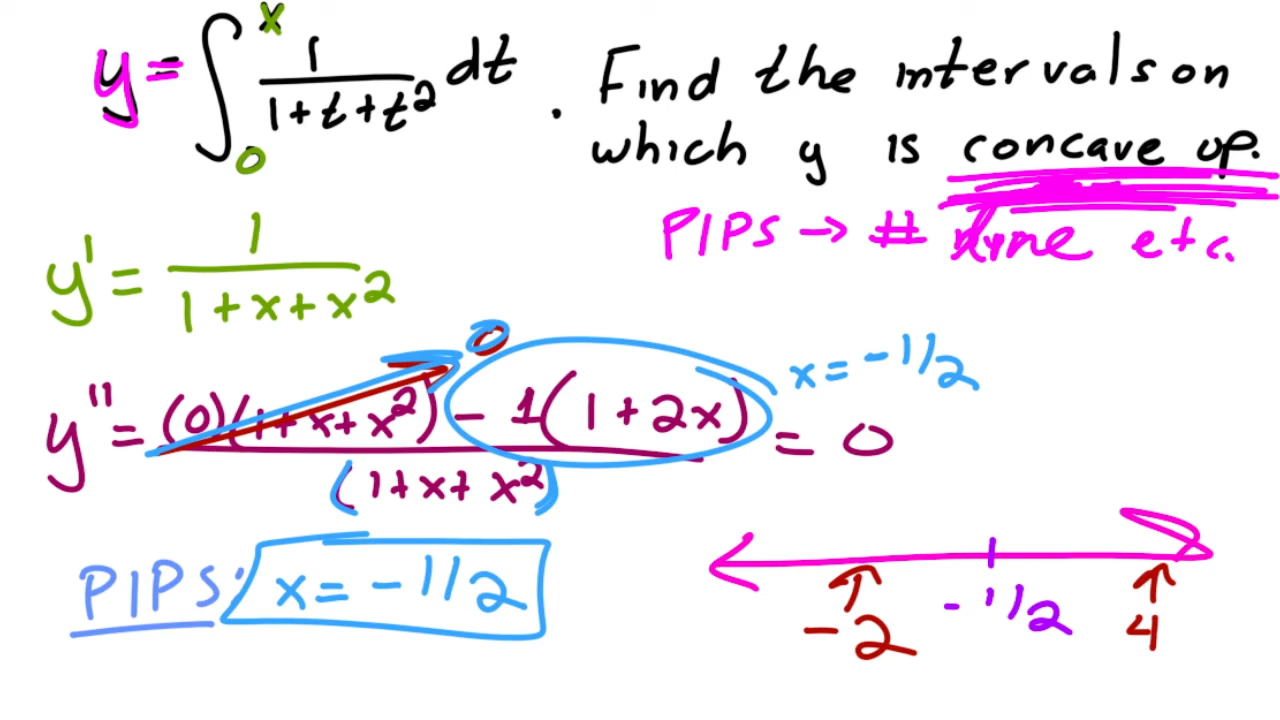 y = ∫₀ˣ 1/(1+t+t²) dt . Find the intervals on
which y is concave up.
PIPS → # line etc.
y' = 1/(1+x+x²)
y'' = ((0)(1+x+x²) - 1(1+2x))/(1+x+x²) = 0
0
x = -1/2
PIPS: x = -1/2
-2 -1/2 4